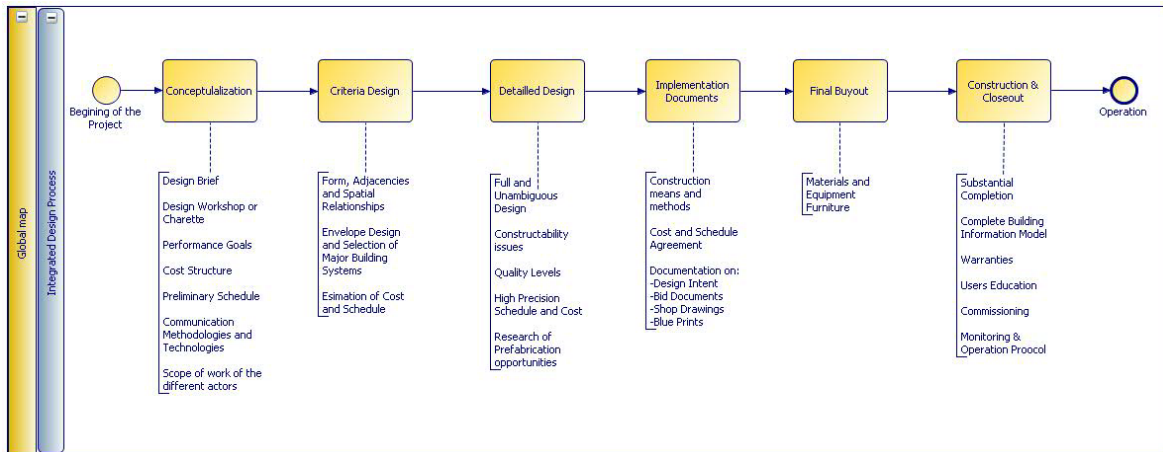 Global map
Integrated Design Process
Begining of the
Project
Conceptulalization
Criteria Design
Detailled Design
Implementation
Documents
Final Buyout
Construction &
Closeout
Operation
Design Brief
Design Workshop or
Charette
Performance Goals
Cost Structure
Preliminary Schedule
Communication
Methodologies and
Technologies
Scope of work of the
different actors
Form, Adjacencies
and Spatial
Relationships
Envelope Design
and Selection of
Major Building
Systems
Esimation of Cost
and Schedule
Full and
Unambiguous
Design
Constructability
issues
Quality Levels
High Precision
Schedule and Cost
Research of
Prefabrication
opportunities
Construction
means and
methods
Cost and Schedule
Agreement
Documentation on:
-Design Intent
-Bid Documents
-Shop Drawings
-Blue Prints
Materials and
Equipment
Furniture
Substantial
Completion
Complete Building
Information Model
Warranties
Users Education
Commissioning
Monitoring &
Operation Proocol